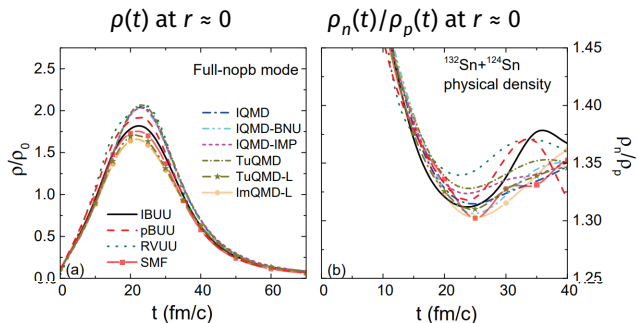 ρ(t) at r ≈ 0
ρn(t)/ρp(t) at r ≈ 0
2.5
2.0
1.5
1.0
0.5
0.0
ρ/ρ0
Full-nopb mode
IQMD
IQMD-BNU
IQMD-IMP
TuQMD
TuQMD-L
ImQMD-L
IBUU
pBUU
RVUU
SMF
(a)
0 20 40 60
t (fm/c)
1.45
1.40
1.35
1.30
1.25
ρn/ρp
132Sn+124Sn
physical density
(b)
0 10 20 30 40
t (fm/c)